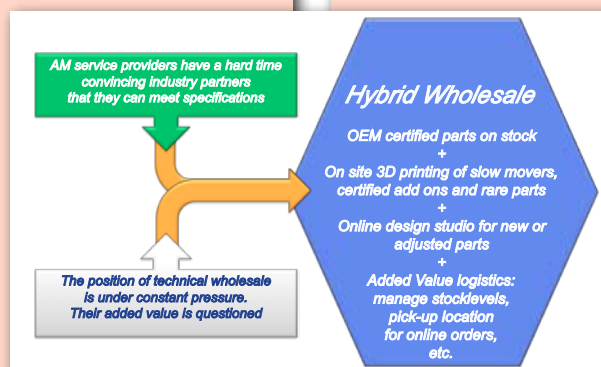 AM service providers have a hard time
convincing industry partners
that they can meet specifications
The position of technical wholesale
is under constant pressure.
Their added value is questioned
Hybrid Wholesale
OEM certified parts on stock
+
On site 3D printing of slow movers,
certified add ons and rare parts
+
Online design studio for new or
adjusted parts
+
Added Value logistics:
manage stocklevels,
pick-up location
for online orders,
etc.